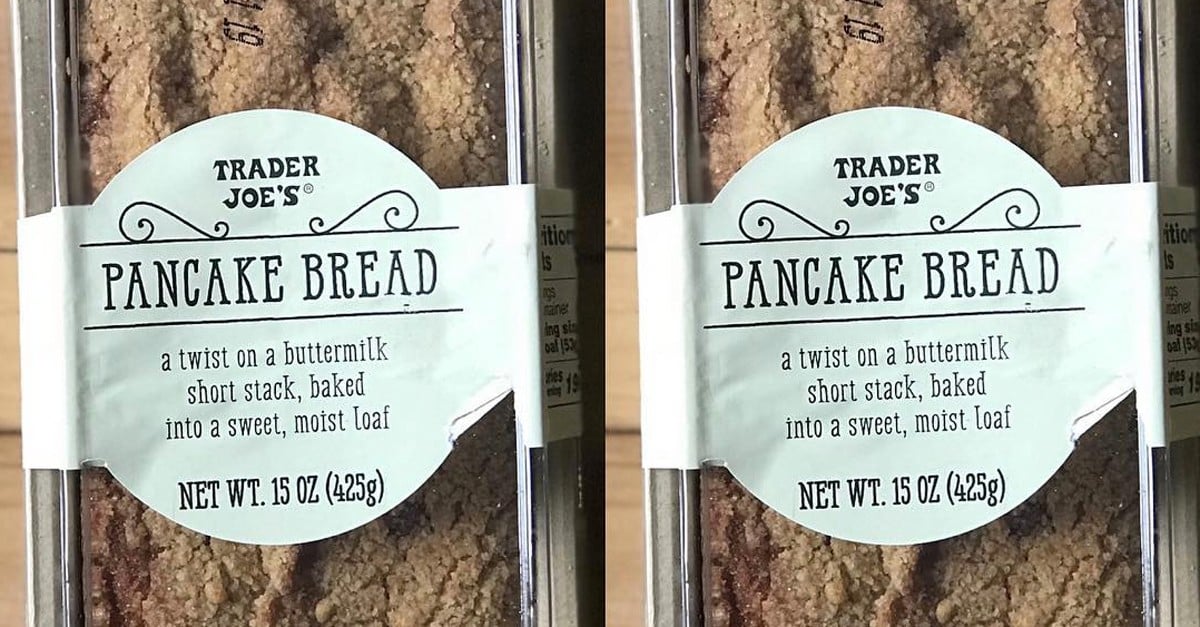 TRADER
JOE'S®
PANCAKE BREAD
a twist on a buttermilk
short stack, baked
into a sweet, moist loaf
NET WT. 15 OZ (425g)
TRADER
JOE'S®
PANCAKE BREAD
a twist on a buttermilk
short stack, baked
into a sweet, moist loaf
NET WT. 15 OZ (425g)